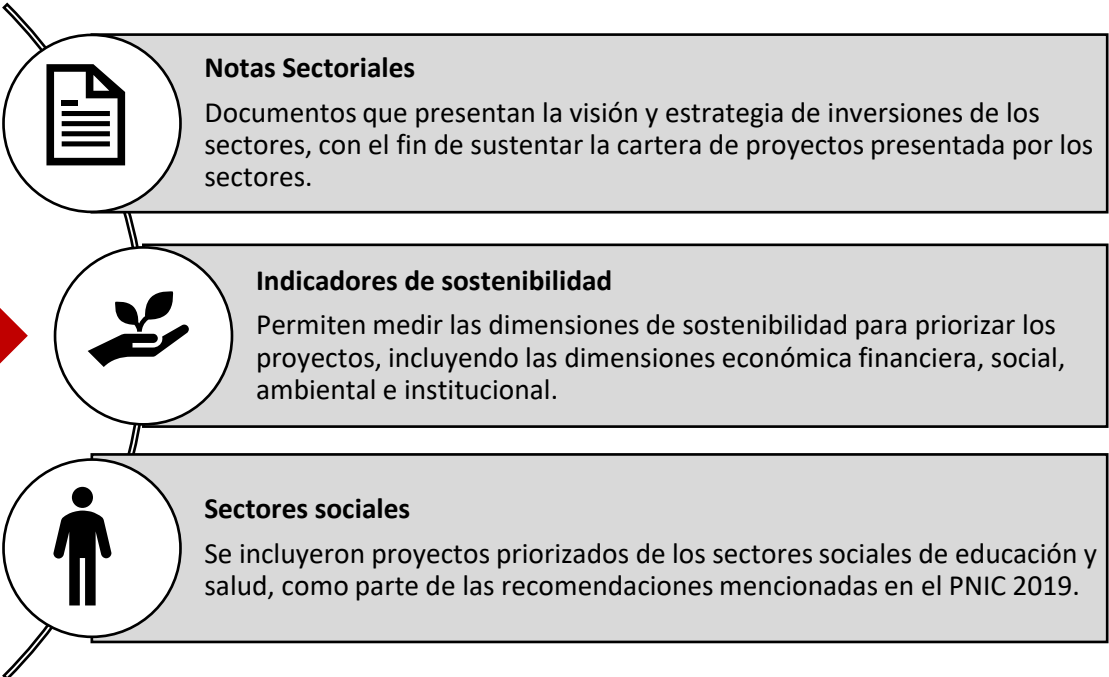 Notas Sectoriales
Documentos que presentan la visión y estrategia de inversiones de los
sectores, con el fin de sustentar la cartera de proyectos presentada por los
sectores.
Indicadores de sostenibilidad
Permiten medir las dimensiones de sostenibilidad para priorizar los
proyectos, incluyendo las dimensiones económica financiera, social,
ambiental e institucional.
Sectores sociales
Se incluyeron proyectos priorizados de los sectores sociales de educación y
salud, como parte de las recomendaciones mencionadas en el PNIC 2019.